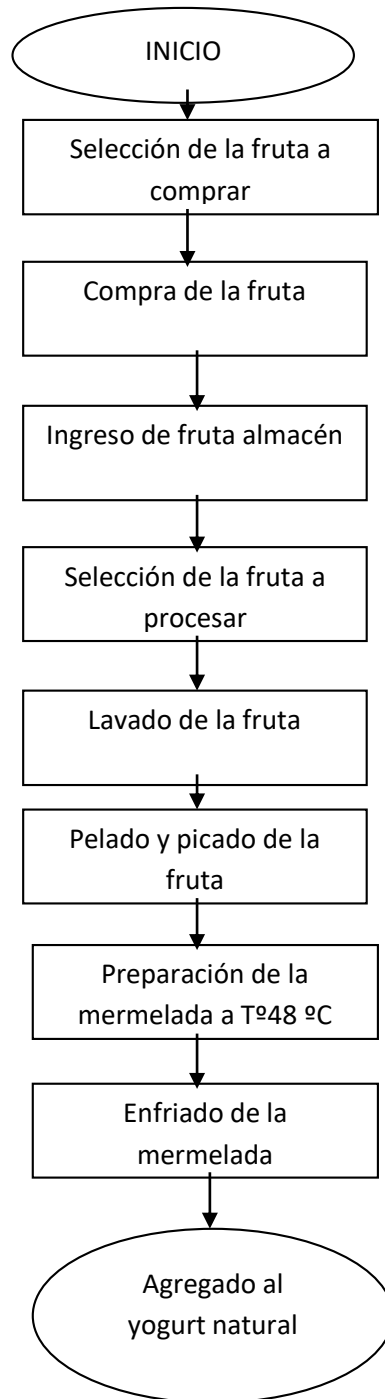 INICIO
Selección de la fruta a
comprar
Compra de la fruta
Ingreso de fruta almacén
Selección de la fruta a
procesar
Lavado de la fruta
Pelado y picado de la
fruta
Preparación de la
mermelada a Tº48 ºC
Enfriado de la
mermelada
Agregado al
yogurt natural